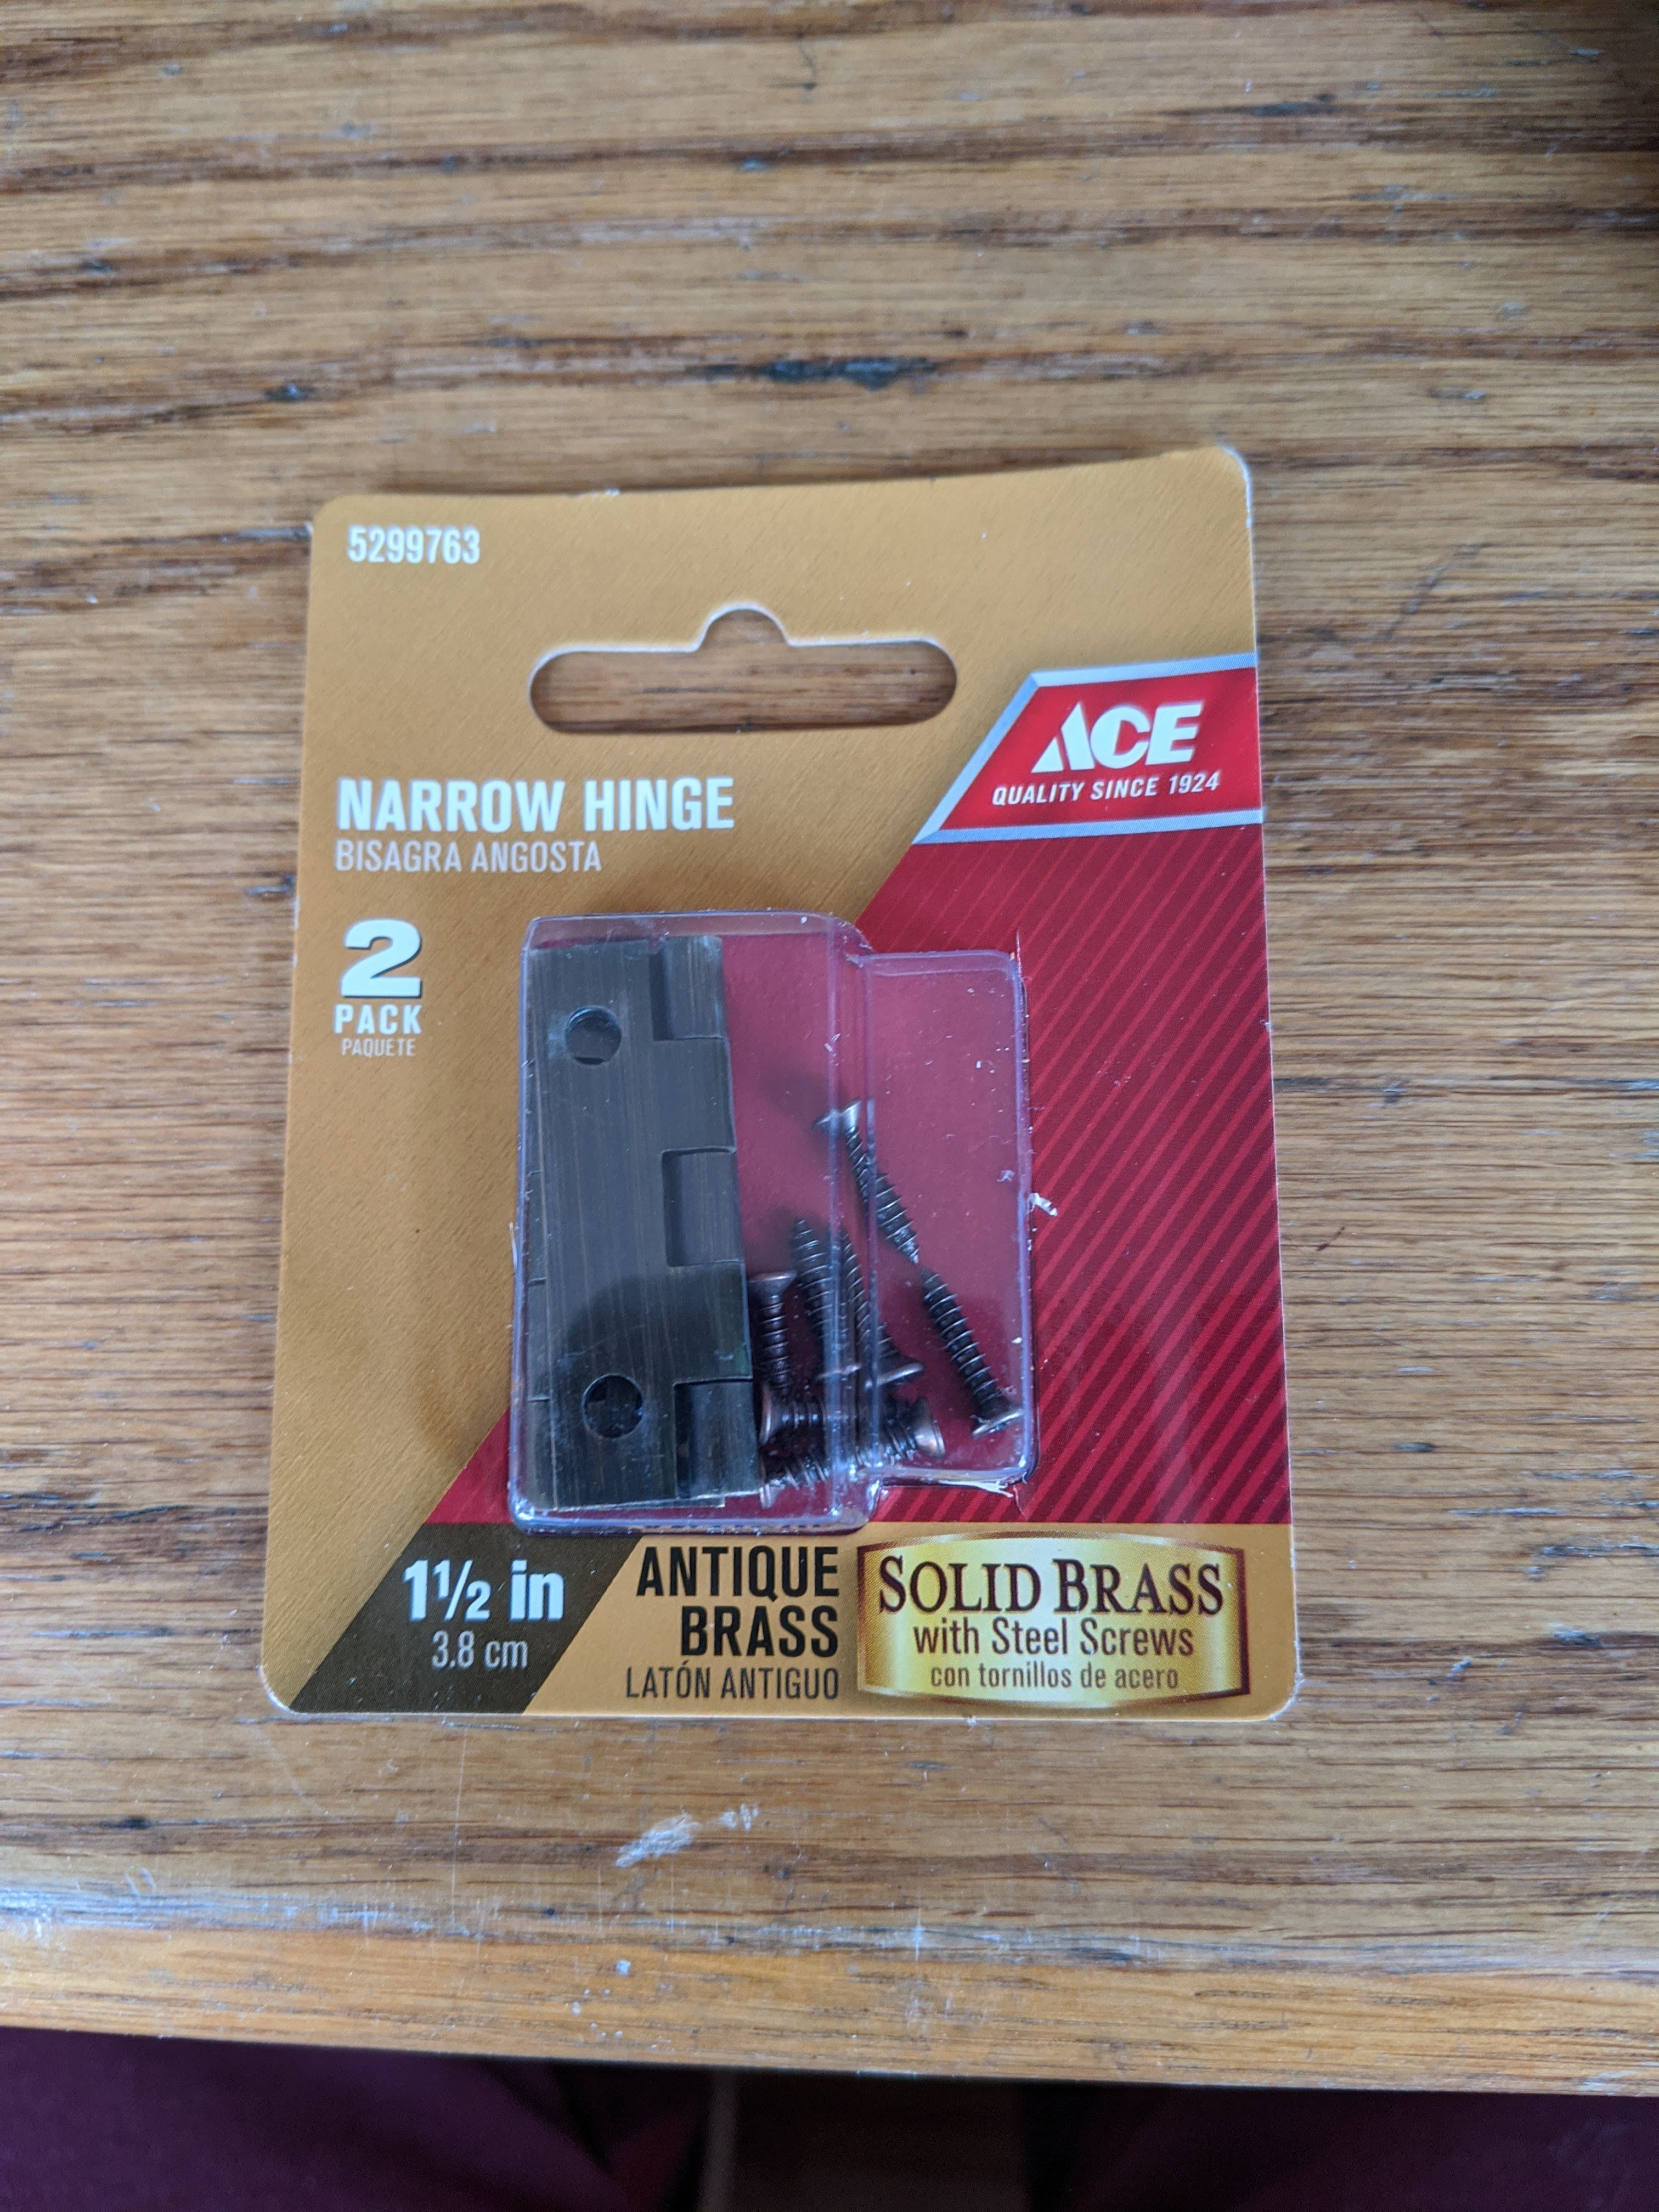 5299763
ACE
QUALITY SINCE 1924
NARROW HINGE
BISAGRA ANGOSTA
2
PACK
PAQUETE
1½ in
3.8 cm
ANTIQUE
BRASS
LATÓN ANTIGUO
SOLID BRASS
with Steel Screws
con tornillos de acero